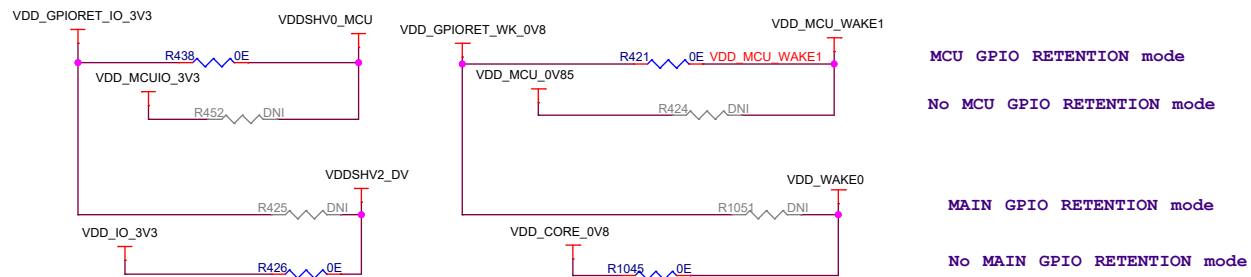 VDD_GPIORET_IO_3V3
VDDSHV0_MCU
VDD_GPIORET_WK_0V8
VDD_MCU_WAKE1
R438 0E
R421 0E VDD_MCU_WAKE1
MCU GPIO RETENTION mode
VDD_MCUIO_3V3
VDD_MCU_0V85
R452 DNI
R424 DNI
No MCU GPIO RETENTION mode
VDDSHV2_DV
VDD_WAKE0
R425 DNI
R1051 DNI
MAIN GPIO RETENTION mode
VDD_IO_3V3
VDD_CORE_0V8
R426 0E
R1045 0E
No MAIN GPIO RETENTION mode